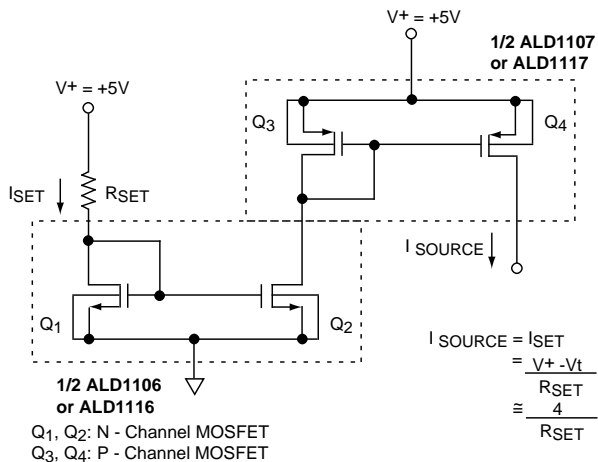 V+ = +5V
1/2 ALD1107
or ALD1117
V+ = +5V
Q3
Q4
ISET
RSET
I SOURCE
Q1
Q2
I SOURCE = ISET
= V+ -Vt
RSET
≅ 4
RSET
1/2 ALD1106
or ALD1116
Q1, Q2: N - Channel MOSFET
Q3, Q4: P - Channel MOSFET